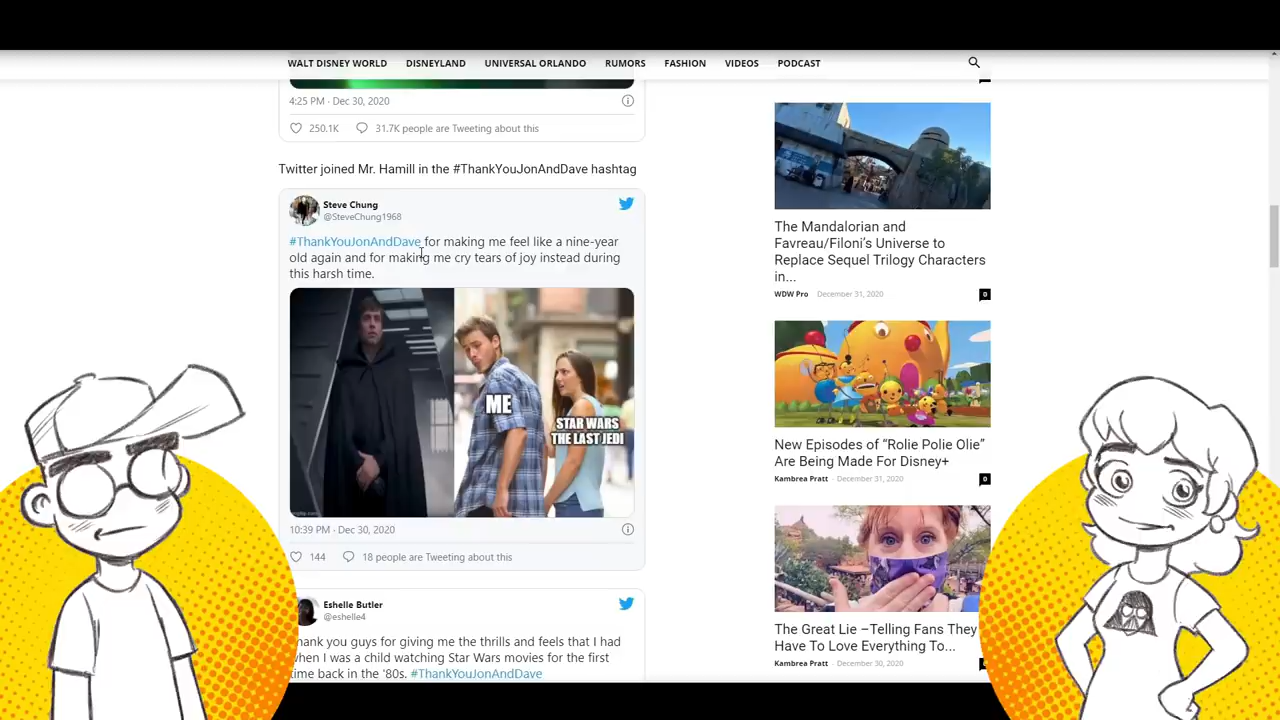 WALT DISNEY WORLD
DISNEYLAND
UNIVERSAL ORLANDO
RUMORS
FASHION
VIDEOS
PODCAST
4:25 PM · Dec 30, 2020
250.1K
31.7K people are Tweeting about this
Twitter joined Mr. Hamill in the #ThankYouJonAndDave hashtag
Steve Chung
@SteveChung1968
#ThankYouJonAndDave for making me feel like a nine-year
old again and for making me cry tears of joy instead during
this harsh time.
ME
STAR WARS
THE LAST JEDI
10:39 PM · Dec 30, 2020
144
18 people are Tweeting about this
Eshelle Butler
@eshelle4
hank you guys for giving me the thrills and feels that I had
when I was a child watching Star Wars movies for the first
time back in the '80s. #ThankYouJonAndDave
The Mandalorian and
Favreau/Filoni's Universe to
Replace Sequel Trilogy Characters
in...
WDW Pro - December 31, 2020
0
New Episodes of “Rolie Polie Olie”
Are Being Made For Disney+
Kambrea Pratt - December 31, 2020
0
The Great Lie –Telling Fans They
Have To Love Everything To...
Kambrea Pratt - December 30, 2020